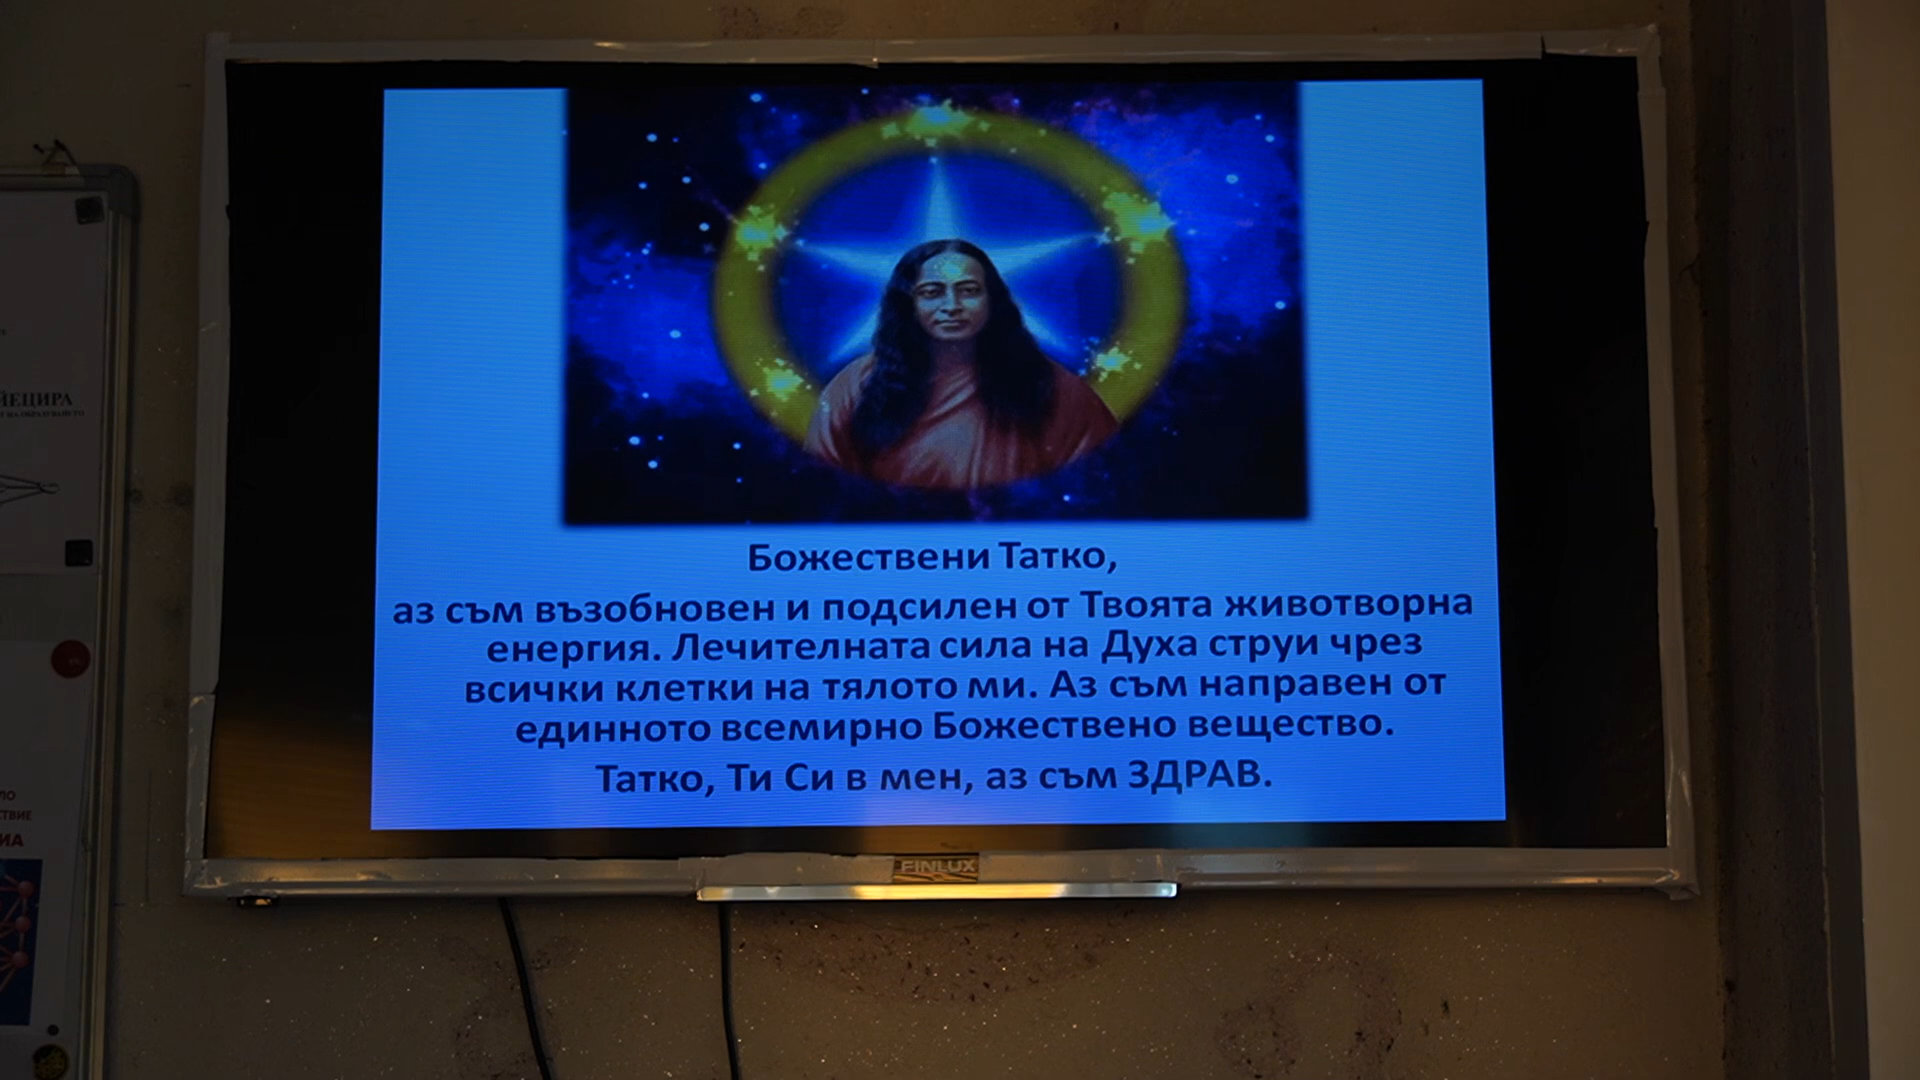 Божествени Татко,
аз съм възобновен и подсилен от Твоята животворна
енергия. Лечителната сила на Духа струи чрез
всички клетки на тялото ми. Аз съм направен от
единното всемирно Божествено вещество.
Татко, Ти Си в мен, аз съм ЗДРАВ.
FINLUX
ЙЕЦИРА